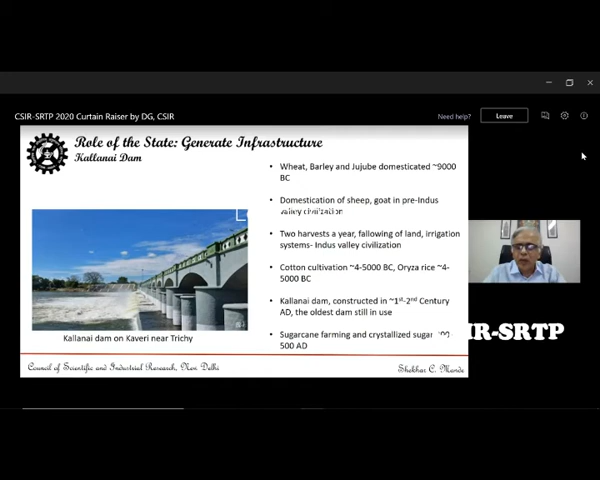 CSIR-SRTP 2020 Curtain Raiser by DG, CSIR
Need help?
Leave
Role of the State: Generate Infrastructure
Kallanai Dam
• Wheat, Barley and Jujube domesticated ~9000
BC
• Domestication of sheep, goat in pre-Indus
valley civilization
• Two harvests a year, fallowing of land, irrigation
systems- Indus valley civilization
• Cotton cultivation ~4-5000 BC, Oryza rice ~4-
5000 BC
• Kallanai dam, constructed in ~1st-2nd Century
AD, the oldest dam still in use
• Sugarcane farming and crystallized sugar
500 AD
Kallanai dam on Kaveri near Trichy
IR-SRTP
Council of Scientific and Industrial Research, New Delhi
Shekhar C. Mande